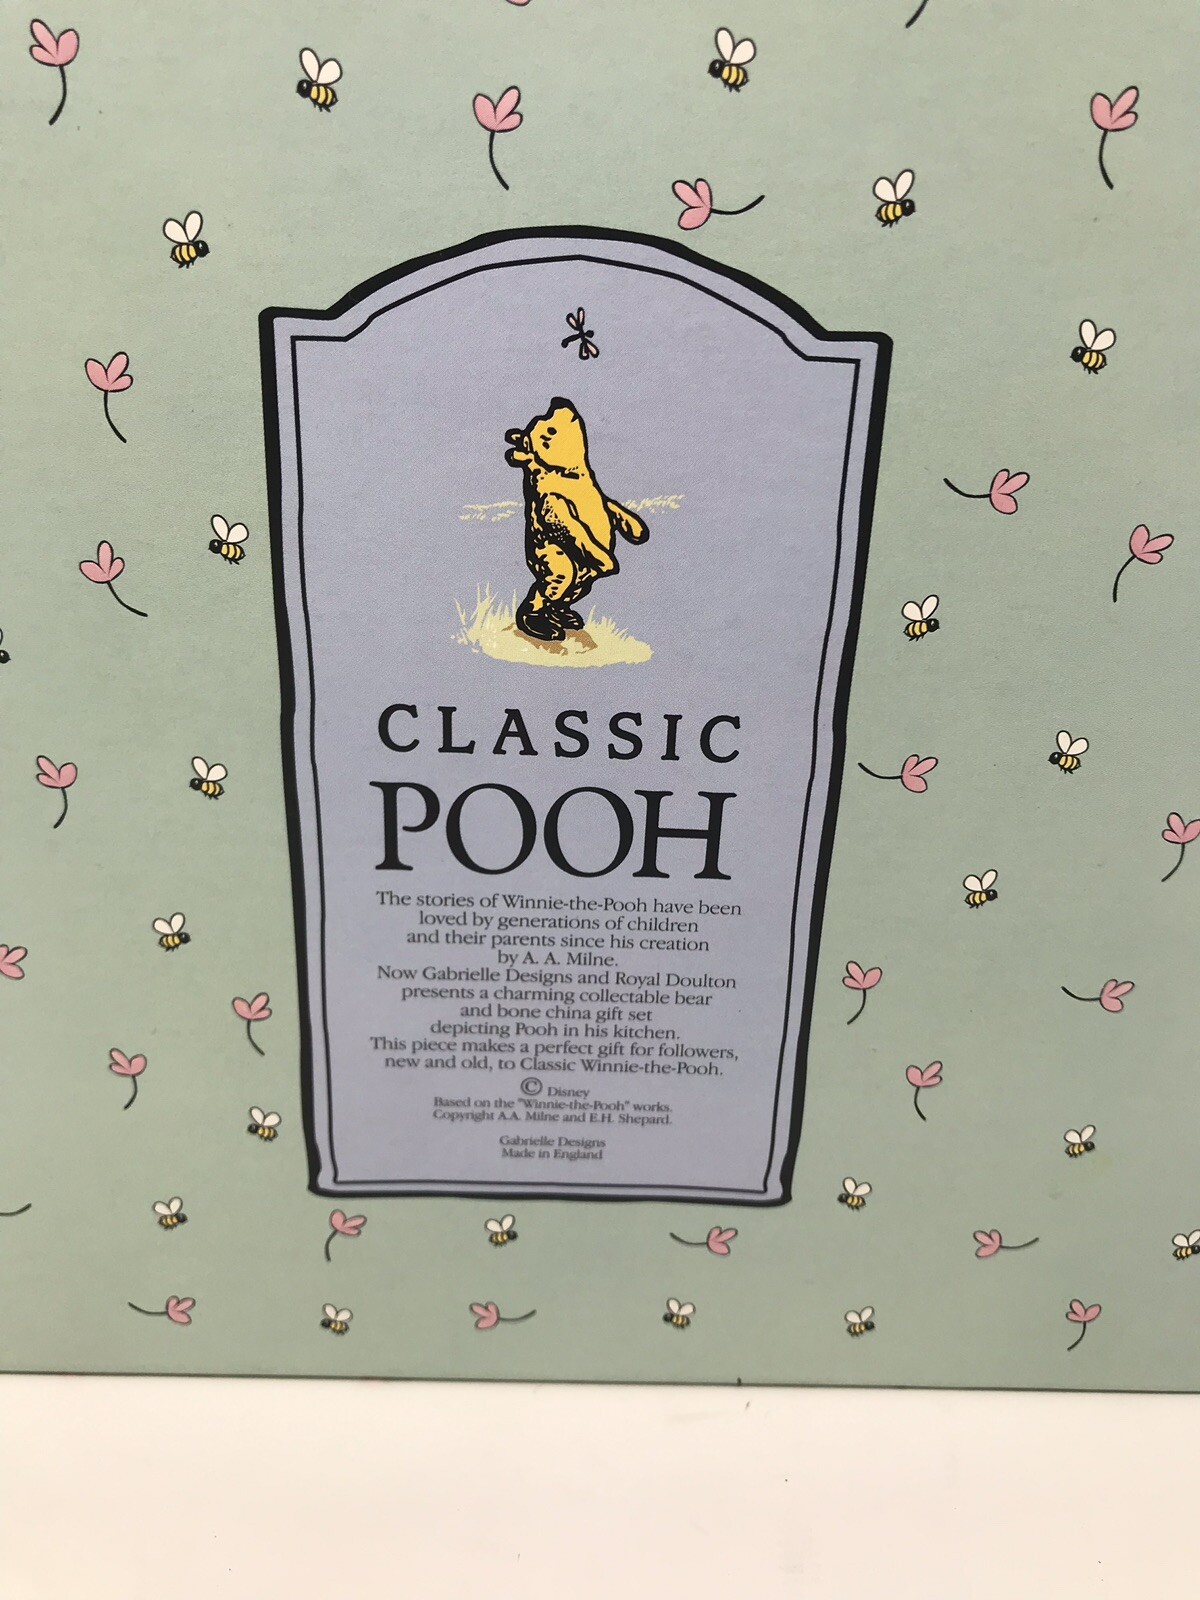 CLASSIC
POOH
The stories of Winnie-the-Pooh have been
loved by generations of children
and their parents since his creation
by A. A. Milne.
Now Gabrielle Designs and Royal Doulton
presents a charming collectable bear
and bone china gift set
depicting Pooh in his kitchen.
This piece makes a perfect gift for followers,
new and old, to Classic Winnie-the-Pooh.
© Disney
Based on the "Winnie-the-Pooh" works.
Copyright A.A. Milne and E.H. Shepard.
Gabrielle Designs
Made in England